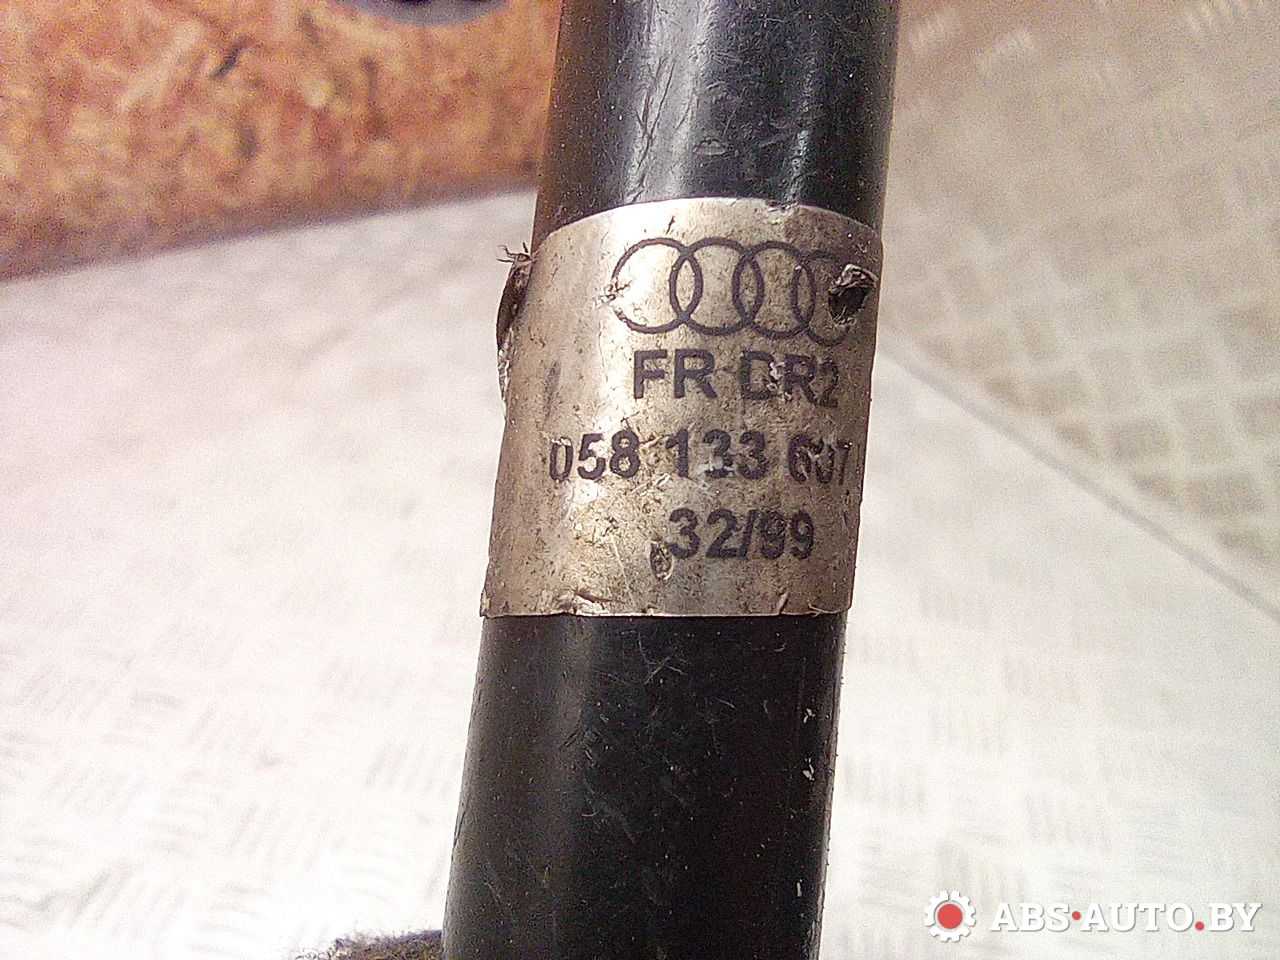 FR DR2
058 133 607
32/99
ABS-AUTO.BY